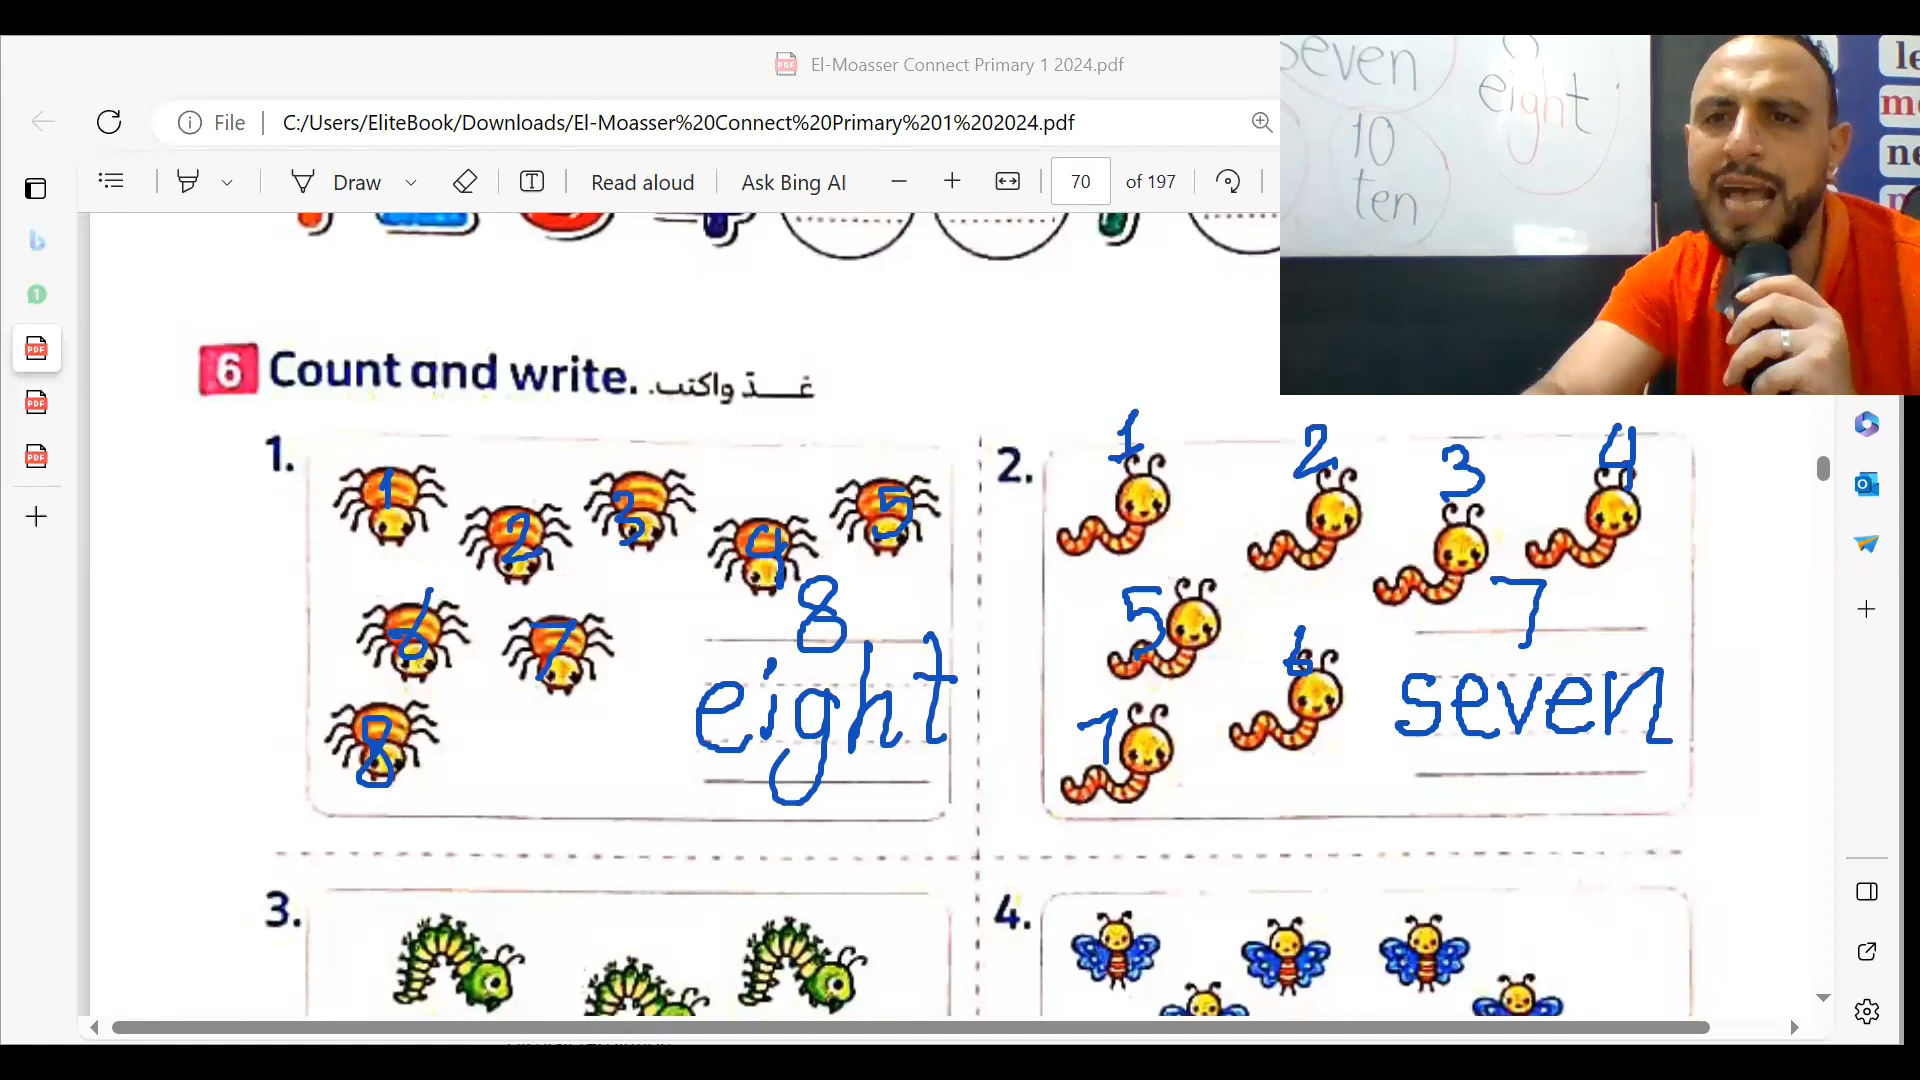 El-Moasser Connect Primary 1 2024.pdf
File C:/Users/EliteBook/Downloads/El-Moasser%20Connect%20Primary%201%202024.pdf
Draw Read aloud Ask Bing AI 70 of 197
seven
8
eight
10
ten
6 Count and write. عُدّ واكتب.
1.
1 2 3 4 5
6 7
8
8
eight
2.
1 2 3 4
5 6
7
7
seven
3.
4.